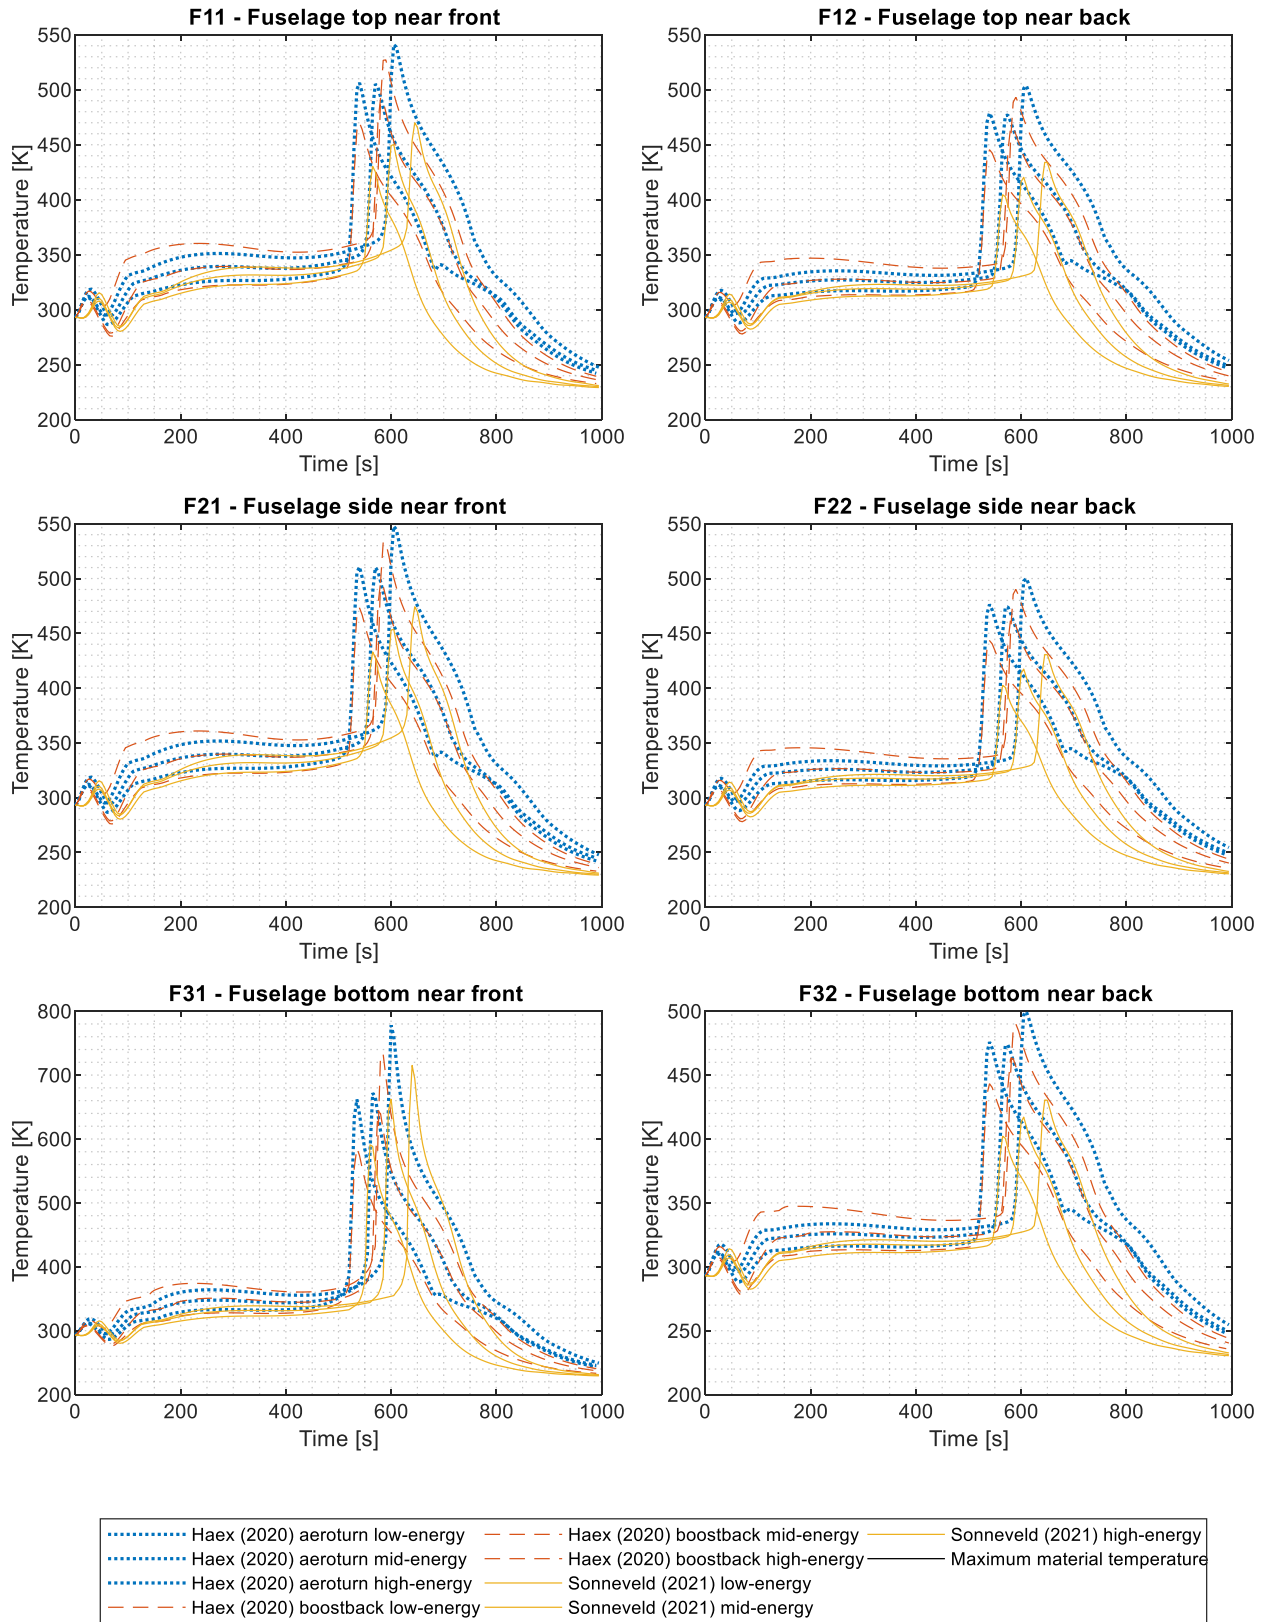 F11 - Fuselage top near front
550
500
450
400
350
300
250
200
Temperature [K]
0 200 400 600 800 1000
Time [s]
F12 - Fuselage top near back
550
500
450
400
350
300
250
200
Temperature [K]
0 200 400 600 800 1000
Time [s]
F21 - Fuselage side near front
550
500
450
400
350
300
250
200
Temperature [K]
0 200 400 600 800 1000
Time [s]
F22 - Fuselage side near back
550
500
450
400
350
300
250
200
Temperature [K]
0 200 400 600 800 1000
Time [s]
F31 - Fuselage bottom near front
800
700
600
500
400
300
200
Temperature [K]
0 200 400 600 800 1000
Time [s]
F32 - Fuselage bottom near back
500
450
400
350
300
250
200
Temperature [K]
0 200 400 600 800 1000
Time [s]
Haex (2020) aeroturn low-energy
Haex (2020) aeroturn mid-energy
Haex (2020) aeroturn high-energy
Haex (2020) boostback low-energy
Haex (2020) boostback mid-energy
Haex (2020) boostback high-energy
Sonneveld (2021) low-energy
Sonneveld (2021) mid-energy
Sonneveld (2021) high-energy
Maximum material temperature